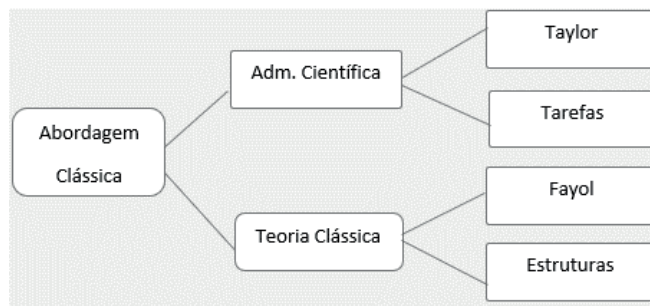 Abordagem
Clássica
Adm. Científica
Teoria Clássica
Taylor
Tarefas
Fayol
Estruturas